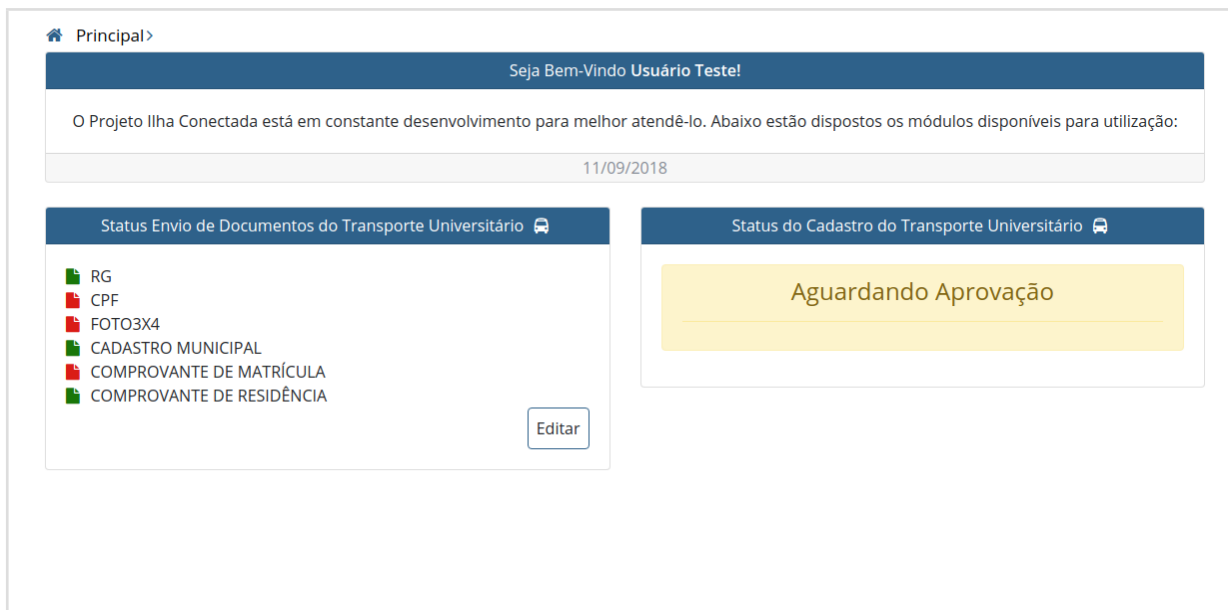 Principal>
Seja Bem-Vindo Usuário Teste!
O Projeto Ilha Conectada está em constante desenvolvimento para melhor atendê-lo. Abaixo estão dispostos os módulos disponíveis para utilização:
11/09/2018
Status Envio de Documentos do Transporte Universitário
RG
CPF
FOTO3X4
CADASTRO MUNICIPAL
COMPROVANTE DE MATRÍCULA
COMPROVANTE DE RESIDÊNCIA
Editar
Status do Cadastro do Transporte Universitário
Aguardando Aprovação